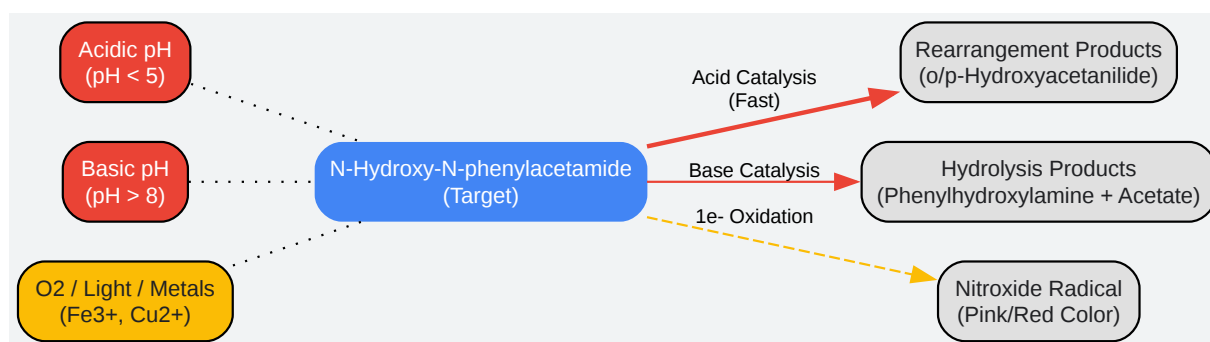 Acidic pH
(pH < 5)
Basic pH
(pH > 8)
O2 / Light / Metals
(Fe3+, Cu2+)
N-Hydroxy-N-phenylacetamide
(Target)
Acid Catalysis
(Fast)
Base Catalysis
1e- Oxidation
Rearrangement Products
(o/p-Hydroxyacetanilide)
Hydrolysis Products
(Phenylhydroxylamine + Acetate)
Nitroxide Radical
(Pink/Red Color)